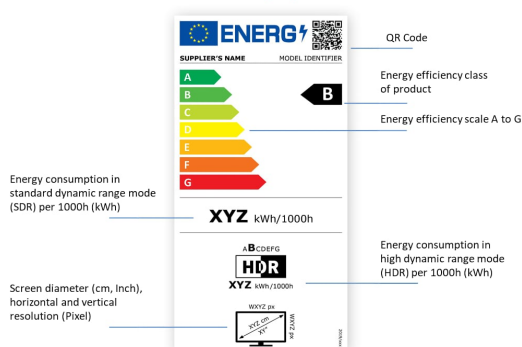 ENERG
QR Code
SUPPLIER'S NAME MODEL IDENTIFIER
A
B
B
C
D
E
F
G
Energy efficiency class
of product
Energy efficiency scale A to G
Energy consumption in
standard dynamic range mode
(SDR) per 1000h (kWh)
XYZ kWh/1000h
ABCDEFG
HDR
XYZ kWh/1000h
Energy consumption in
high dynamic range mode
(HDR) per 1000h (kWh)
Screen diameter (cm, Inch),
horizontal and vertical
resolution (Pixel)
WXYZ px
XYZ cm
XY"
WXYZ px